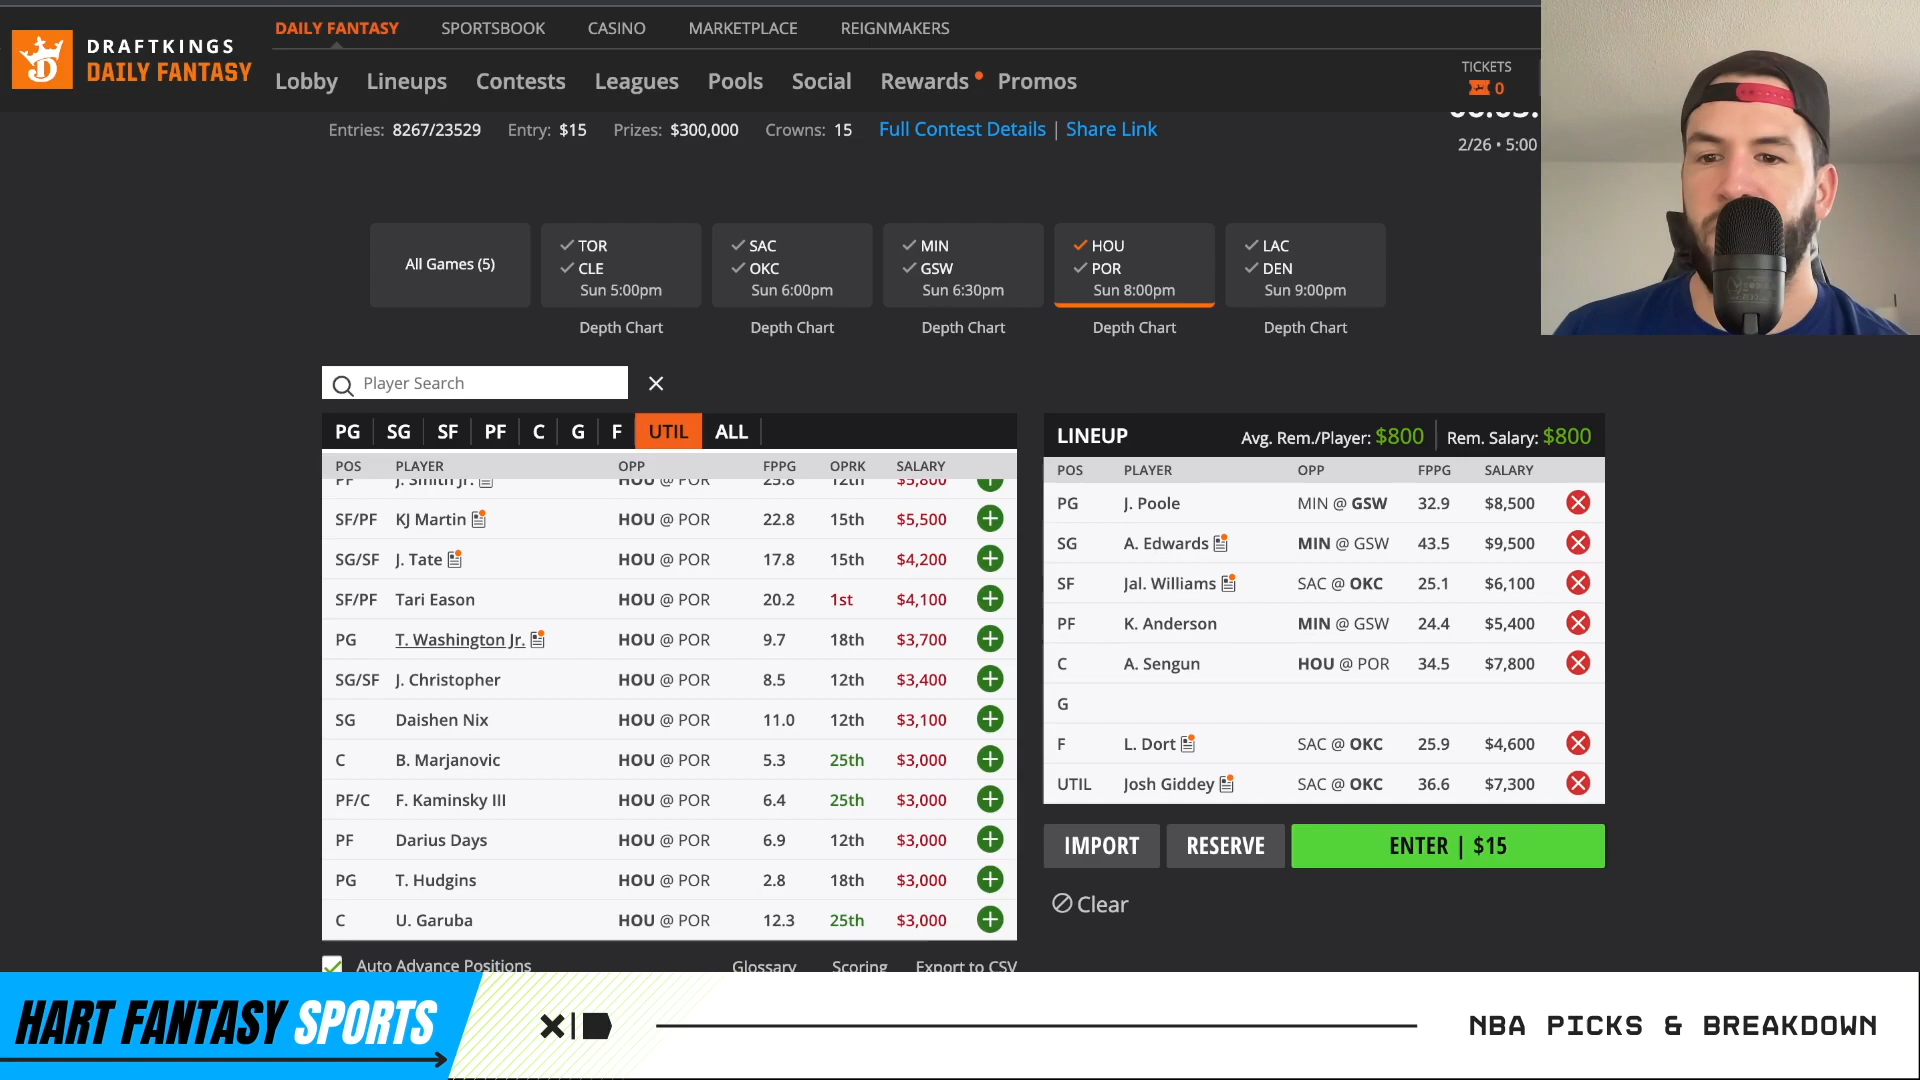 DAILY FANTASY SPORTSBOOK CASINO MARKETPLACE REIGNMAKERS
DRAFTKINGS
DAILY FANTASY
Lobby Lineups Contests Leagues Pools Social Rewards Promos
TICKETS
0
Entries: 8267/23529 Entry: $15 Prizes: $300,000 Crowns: 15 Full Contest Details | Share Link
2/26 • 5:00
All Games (5)
TOR
CLE
Sun 5:00pm
Depth Chart
SAC
OKC
Sun 6:00pm
Depth Chart
MIN
GSW
Sun 6:30pm
Depth Chart
HOU
POR
Sun 8:00pm
Depth Chart
LAC
DEN
Sun 9:00pm
Depth Chart
Player Search
PG SG SF PF C G F UTIL ALL
POS PLAYER OPP FPPG OPRK SALARY
PF J. Smith Jr. HOU @ POR 25.8 12th $5,800
SF/PF KJ Martin HOU @ POR 22.8 15th $5,500
SG/SF J. Tate HOU @ POR 17.8 15th $4,200
SF/PF Tari Eason HOU @ POR 20.2 1st $4,100
PG T. Washington Jr. HOU @ POR 9.7 18th $3,700
SG/SF J. Christopher HOU @ POR 8.5 12th $3,400
SG Daishen Nix HOU @ POR 11.0 12th $3,100
C B. Marjanovic HOU @ POR 5.3 25th $3,000
PF/C F. Kaminsky III HOU @ POR 6.4 25th $3,000
PF Darius Days HOU @ POR 6.9 12th $3,000
PG T. Hudgins HOU @ POR 2.8 18th $3,000
C U. Garuba HOU @ POR 12.3 25th $3,000
Auto Advance Positions Glossary Scoring Export to CSV
LINEUP Avg. Rem./Player: $800 Rem. Salary: $800
POS PLAYER OPP FPPG SALARY
PG J. Poole MIN @ GSW 32.9 $8,500
SG A. Edwards MIN @ GSW 43.5 $9,500
SF Jal. Williams SAC @ OKC 25.1 $6,100
PF K. Anderson MIN @ GSW 24.4 $5,400
C A. Sengun HOU @ POR 34.5 $7,800
G
F L. Dort SAC @ OKC 25.9 $4,600
UTIL Josh Giddey SAC @ OKC 36.6 $7,300
IMPORT RESERVE ENTER | $15
Clear
HART FANTASY SPORTS
NBA PICKS & BREAKDOWN